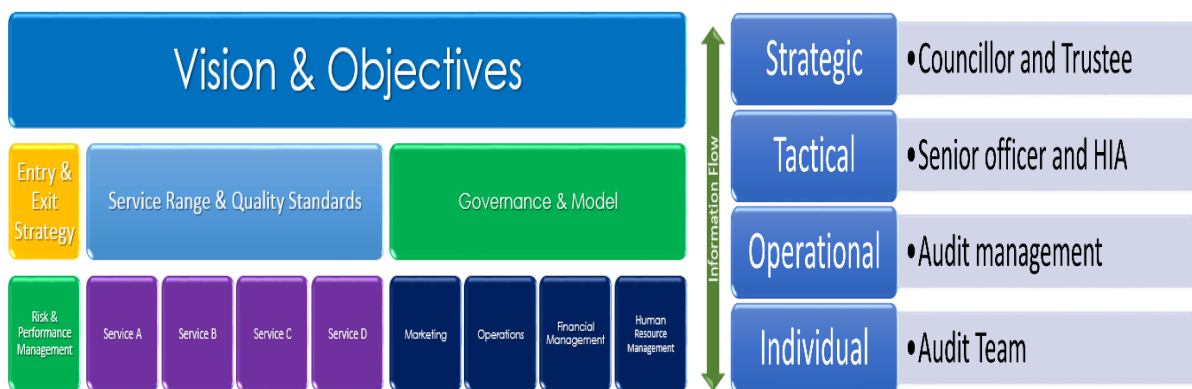 Vision & Objectives
Entry &
Exit
Strategy
Service Range & Quality Standards
Governance & Model
Risk &
Performance
Management
Service A
Service B
Service C
Service D
Marketing
Operations
Financial
Management
Human
Resource
Management
Information Flow
Strategic
•Councillor and Trustee
Tactical
•Senior officer and HIA
Operational
•Audit management
Individual
•Audit Team